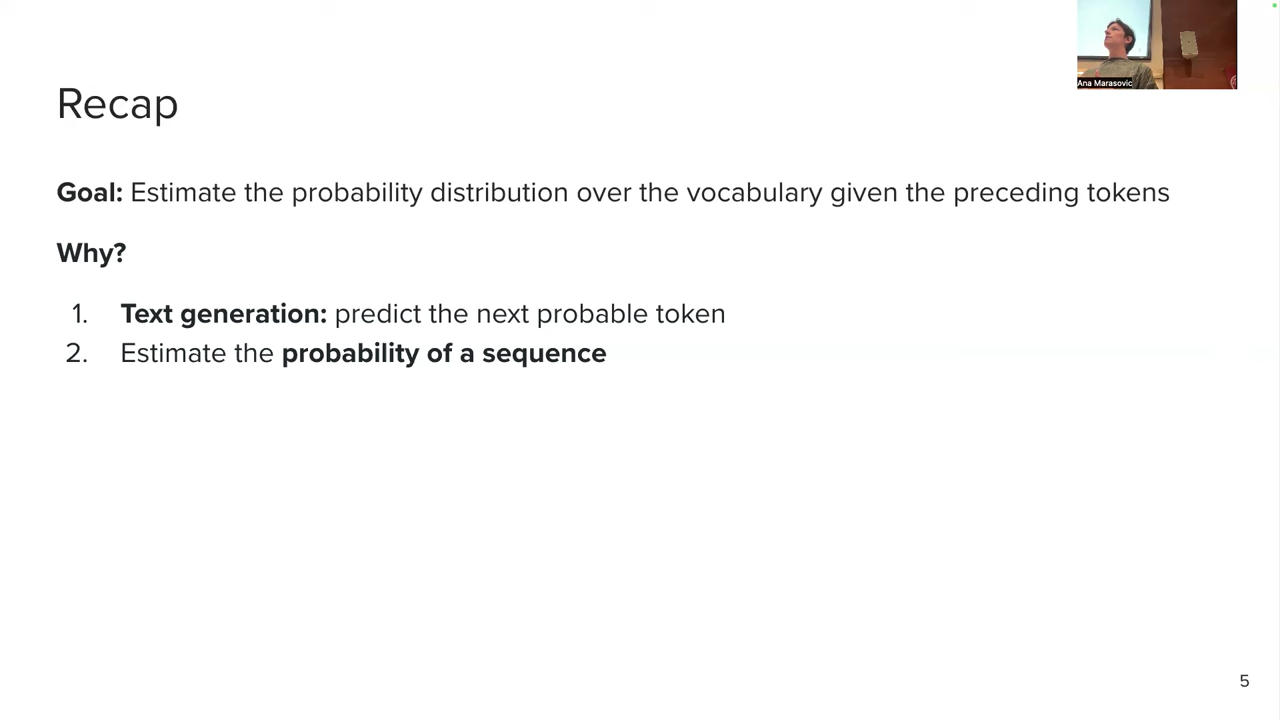 Ana Marasovic
Recap
Goal: Estimate the probability distribution over the vocabulary given the preceding tokens
Why?
1. Text generation: predict the next probable token
2. Estimate the probability of a sequence
5